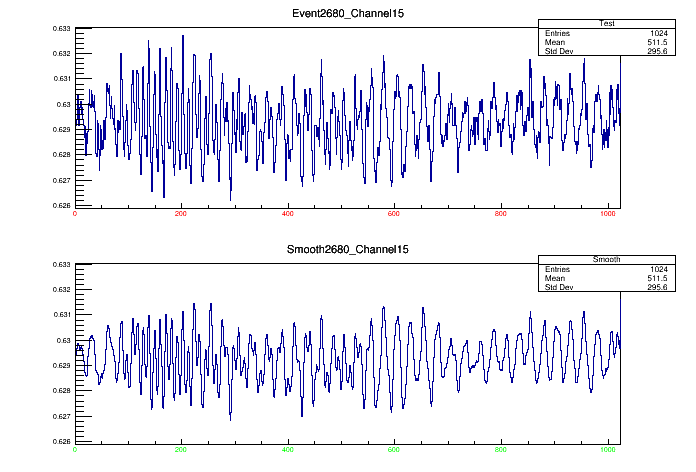 Event2680_Channel15
Test
Entries 1024
Mean 511.5
Std Dev 295.6
0.633
0.632
0.631
0.63
0.629
0.628
0.627
0.626
0 200 400 600 800 1000
Smooth2680_Channel15
Smooth
Entries 1024
Mean 511.5
Std Dev 295.6
0.633
0.632
0.631
0.63
0.629
0.628
0.627
0.626
0 200 400 600 800 1000